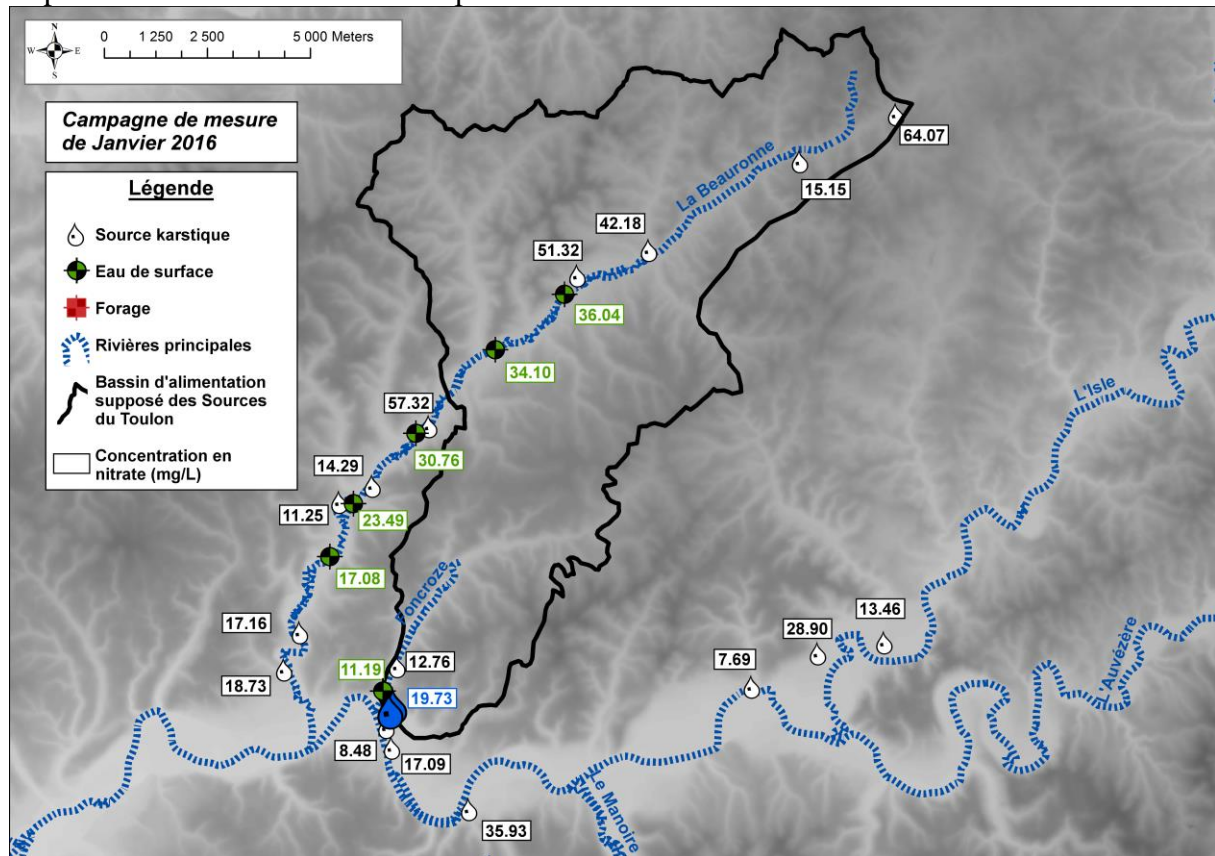 N
W
E
S
0 1 250 2 500 5 000 Meters
Campagne de mesure
de Janvier 2016
Légende
Source karstique
Eau de surface
Forage
Rivières principales
Bassin d'alimentation
supposé des Sources
du Toulon
Concentration en
nitrate (mg/L)
64.07
La Beauronne
15.15
42.18
51.32
36.04
34.10
57.32
30.76
14.29
11.25
23.49
17.08
L'Isle
17.16
18.73
11.19
12.76
19.73
8.48
17.09
35.93
7.69
28.90
13.46
L'Auvézère
Le Manoire